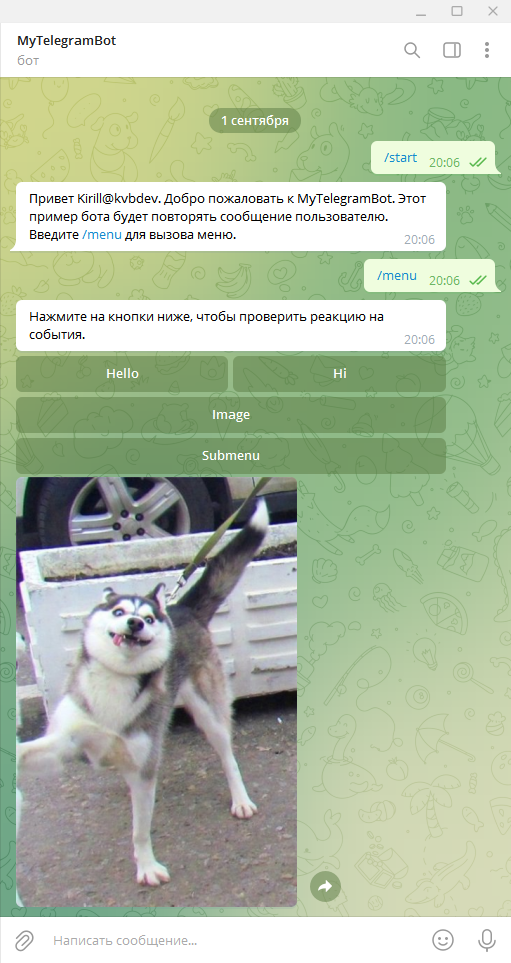 MyTelegramBot
бот
1 сентября
/start 20:06
Привет Kirill@kvbdev. Добро пожаловать к MyTelegramBot. Этот
пример бота будет повторять сообщение пользователю.
Введите /menu для вызова меню. 20:06
/menu 20:06
Нажмите на кнопки ниже, чтобы проверить реакцию на
события. 20:06
Hello Hi
Image
Submenu
Написать сообщение...